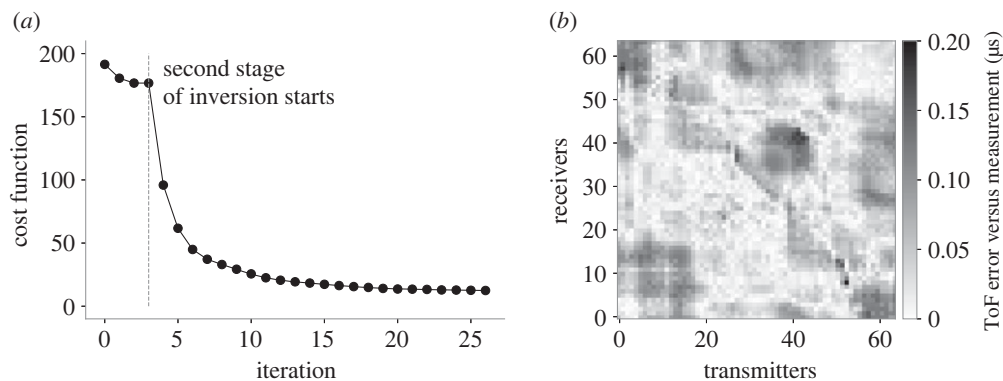 (a)
200
150
100
50
0
cost function
second stage
of inversion starts
0 5 10 15 20 25
iteration
(b)
60
50
40
30
20
10
0
receivers
0 20 40 60
transmitters
0.20
0.15
0.10
0.05
0
ToF error versus measurement (µs)